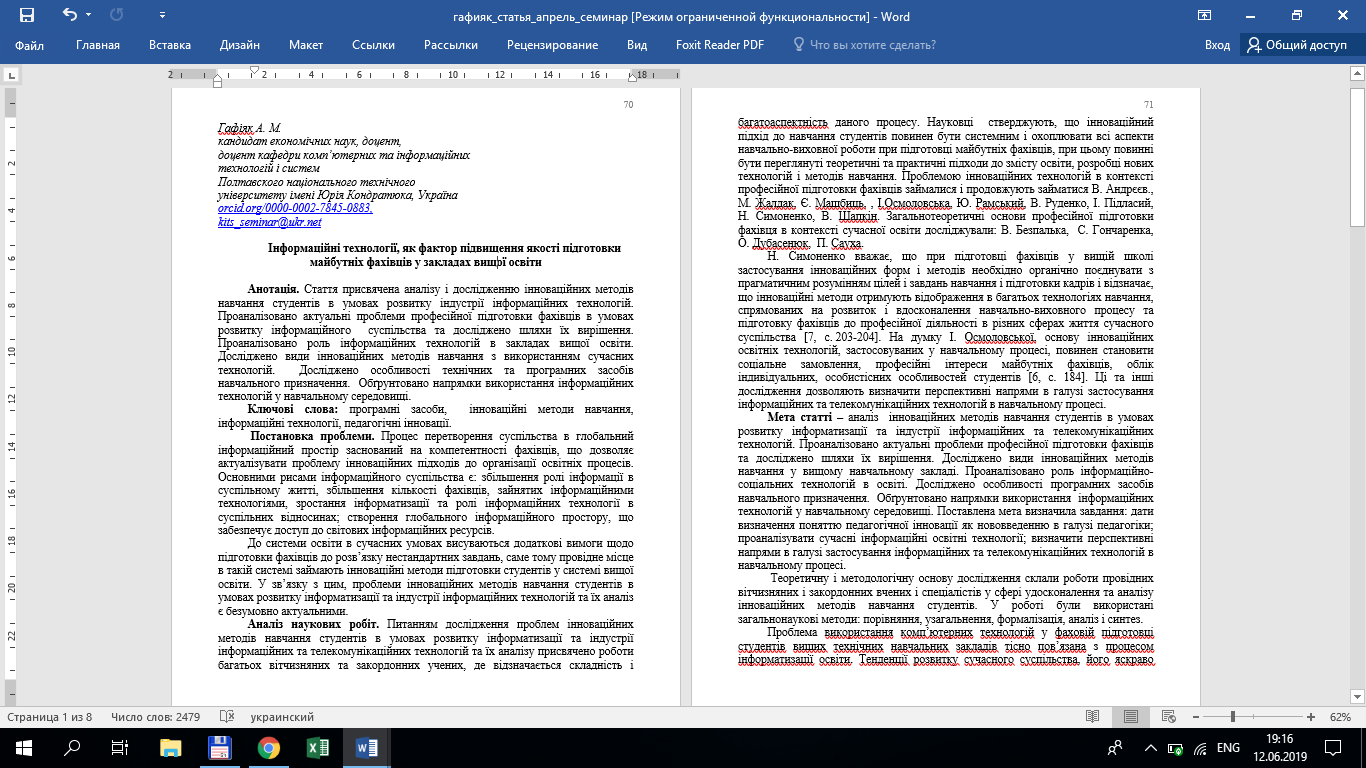 гафияк_статья_апрель_семинар [Режим ограниченной функциональности] - Word
Файл Главная Вставка Дизайн Макет Ссылки Рассылки Рецензирование Вид Foxit Reader PDF Что вы хотите сделать? Вход Общий доступ
2 2 4 6 8 10 12 14 16 18
2
4
6
8
10
12
14
16
18
20
22
70
Гафіяк А. М.
кандидат економічних наук, доцент,
доцент кафедри комп’ютерних та інформаційних
технологій і систем
Полтавского національного технічного
університету імені Юрія Кондратюка, Україна
orcid.org/0000-0002-7845-0883,
kits_seminar@ukr.net
Інформаційні технології, як фактор підвищення якості підготовки
майбутніх фахівців у закладах вищої освіти
Анотація. Стаття присвячена аналізу і дослідженню інноваційних методів
навчання студентів в умовах розвитку індустрії інформаційних технологій.
Проаналізовано актуальні проблеми професійної підготовки фахівців в умовах
розвитку інформаційного суспільства та досліджено шляхи їх вирішення.
Проаналізовано роль інформаційних технологій в закладах вищої освіти.
Досліджено види інноваційних методів навчання з використанням сучасних
технологій. Досліджено особливості технічних та програмних засобів
навчального призначення. Обґрунтовано напрямки використання інформаційних
технологій у навчальному середовищі.
Ключові слова: програмні засоби, інноваційні методи навчання,
інформаційні технології, педагогічні інновації.
Постановка проблеми. Процес перетворення суспільства в глобальний
інформаційний простір заснований на компетентності фахівців, що дозволяє
актуалізувати проблему інноваційних підходів до організації освітніх процесів.
Основними рисами інформаційного суспільства є: збільшення ролі інформації в
суспільному житті, збільшення кількості фахівців, зайнятих інформаційними
технологіями, зростання інформатизації та ролі інформаційних технології в
суспільних відносинах; створення глобального інформаційного простору, що
забезпечує доступ до світових інформаційних ресурсів.
До системи освіти в сучасних умовах висуваються додаткові вимоги щодо
підготовки фахівців до розв’язку нестандартних завдань, саме тому провідне місце
в такій системі займають інноваційні методи підготовки студентів у системі вищої
освіти. У зв’язку з цим, проблеми інноваційних методів навчання студентів в
умовах розвитку інформатизації та індустрії інформаційних технологій та їх аналіз
є безумовно актуальними.
Аналіз наукових робіт. Питанням дослідження проблем інноваційних
методів навчання студентів в умовах розвитку інформатизації та індустрії
інформаційних та телекомунікаційних технологій та їх аналізу присвячено роботи
багатьох вітчизняних та закордонних учених, де відзначається складність і
71
багатоаспектність даного процесу. Науковці стверджують, що інноваційний
підхід до навчання студентів повинен бути системним і охоплювати всі аспекти
навчально-виховної роботи при підготовці майбутніх фахівців, при цьому повинні
бути переглянуті теоретичні та практичні підходи до змісту освіти, розробці нових
технологій і методів навчання. Проблемою інноваційних технологій в контексті
професійної підготовки фахівців займалися і продовжують займатися В. Андрєєв.,
М. Жалдак, Є. Машбиць, , І.Осмоловська, Ю. Рамський, В. Руденко, І. Підласий,
Н. Симоненко, В. Шапкін. Загальнотеоретичні основи професійної підготовки
фахівця в контексті сучасної освіти досліджували: В. Безпалька, С. Гончаренка,
О. Дубасенюк, П. Сауха.
Н. Симоненко вважає, що при підготовці фахівців у вищій школі
застосування інноваційних форм і методів необхідно органічно поєднувати з
прагматичним розумінням цілей і завдань навчання і підготовки кадрів і відзначає,
що інноваційні методи отримують відображення в багатьох технологіях навчання,
спрямованих на розвиток і вдосконалення навчально-виховного процесу та
підготовку фахівців до професійної діяльності в різних сферах життя сучасного
суспільства [7, с. 203-204]. На думку І. Осмоловської, основу інноваційних
освітніх технологій, застосовуваних у навчальному процесі, повинен становити
соціальне замовлення, професійні інтереси майбутніх фахівців, облік
індивідуальних, особистісних особливостей студентів [6, с. 184]. Ці та інші
дослідження дозволяють визначити перспективні напрями в галузі застосування
інформаційних та телекомунікаційних технологій в навчальному процесі.
Мета статті – аналіз інноваційних методів навчання студентів в умовах
розвитку інформатизації та індустрії інформаційних та телекомунікаційних
технологій. Проаналізовано актуальні проблеми професійної підготовки фахівців
та досліджено шляхи їх вирішення. Досліджено види інноваційних методів
навчання у вищому навчальному закладі. Проаналізовано роль інформаційно-
соціальних технологій в освіті. Досліджено особливості програмних засобів
навчального призначення. Обґрунтовано напрямки використання інформаційних
технологій у навчальному середовищі. Поставлена мета визначила завдання: дати
визначення поняттю педагогічної інновації як нововведенню в галузі педагогіки;
проаналізувати сучасні інформаційні освітні технології; визначити перспективні
напрями в галузі застосування інформаційних та телекомунікаційних технологій в
навчальному процесі.
Теоретичну і методологічну основу дослідження склали роботи провідних
вітчизняних і закордонних вчених і спеціалістів у сфері удосконалення та аналізу
інноваційних методів навчання студентів. У роботі були використані
загальнонаукові методи: порівняння, узагальнення, формалізація, аналіз і синтез.
Проблема використання комп’ютерних технологій у фаховій підготовці
студентів вищих технічних навчальних закладів тісно пов’язана з процесом
інформатизації освіти. Тенденції розвитку сучасного суспільства, його яскраво
Страница 1 из 8 Число слов: 2479 украинский 62%
ENG 19:16
12.06.2019